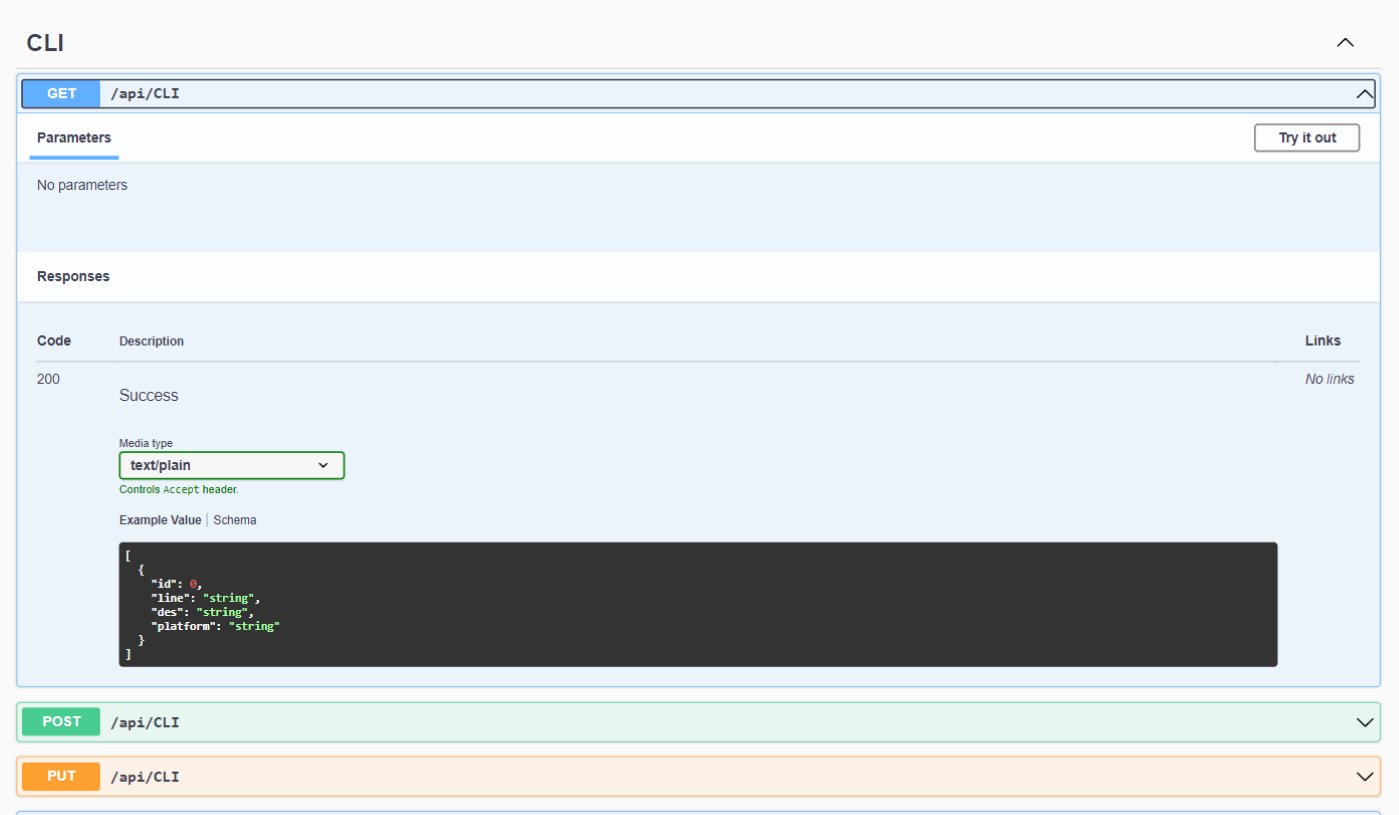 CLI
GET /api/CLI
Parameters Try it out
No parameters
Responses
Code Description Links
200 No links
Success
Media type
text/plain
Controls Accept header.
Example Value | Schema
[
  {
    "id": 0,
    "line": "string",
    "des": "string",
    "platform": "string"
  }
]
POST /api/CLI
PUT /api/CLI